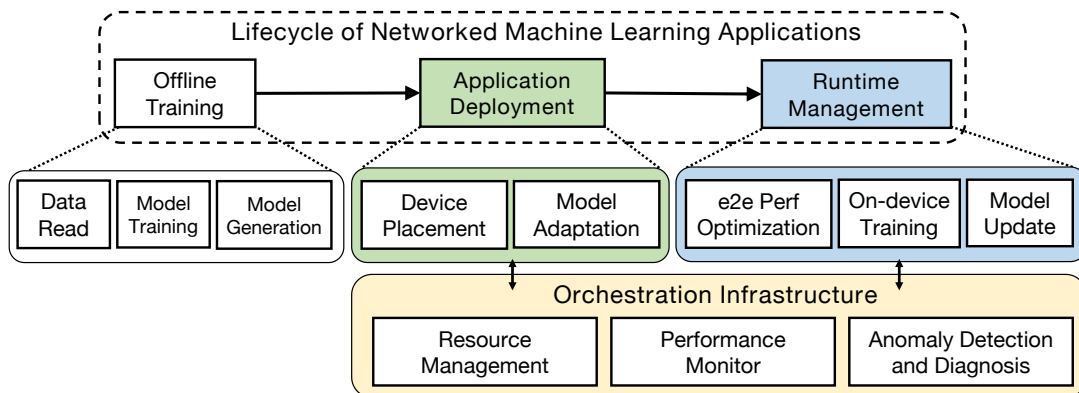 Lifecycle of Networked Machine Learning Applications
Offline
Training
Application
Deployment
Runtime
Management
Data
Read
Model
Training
Model
Generation
Device
Placement
Model
Adaptation
e2e Perf
Optimization
On-device
Training
Model
Update
Orchestration Infrastructure
Resource
Management
Performance
Monitor
Anomaly Detection
and Diagnosis